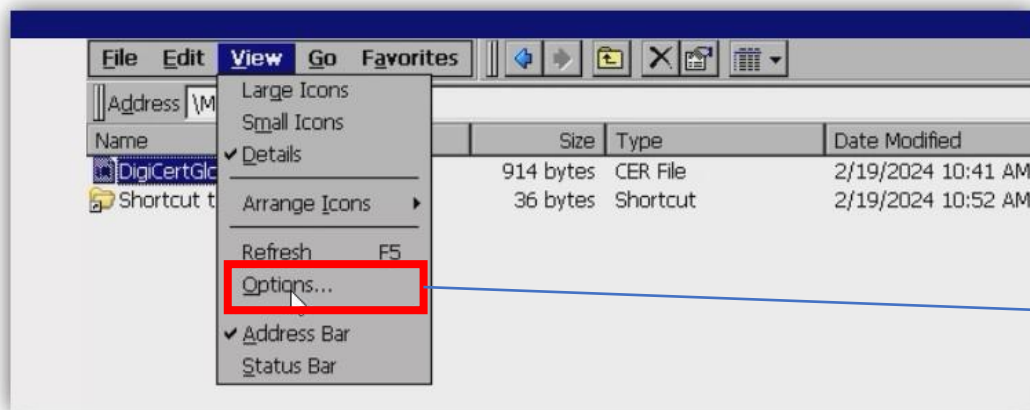 File Edit View Go Favorites
Address \M
Large Icons
Small Icons
Details
Arrange Icons
Refresh F5
Options...
Address Bar
Status Bar
Name Size Type Date Modified
DigiCertGlo 914 bytes CER File 2/19/2024 10:41 AM
Shortcut t 36 bytes Shortcut 2/19/2024 10:52 AM